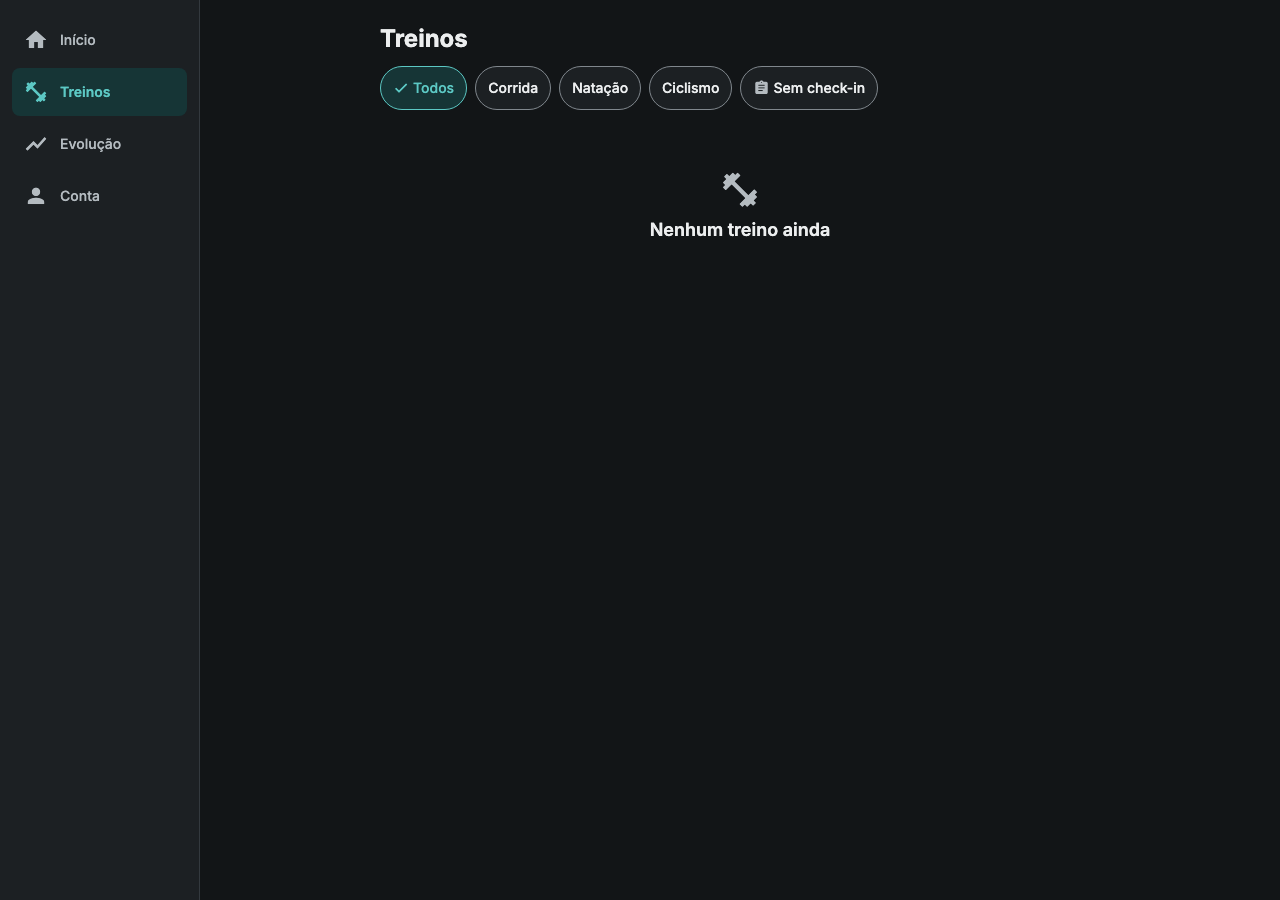 Início
Treinos
Evolução
Conta
Treinos
Todos
Corrida
Natação
Ciclismo
Sem check-in
Nenhum treino ainda